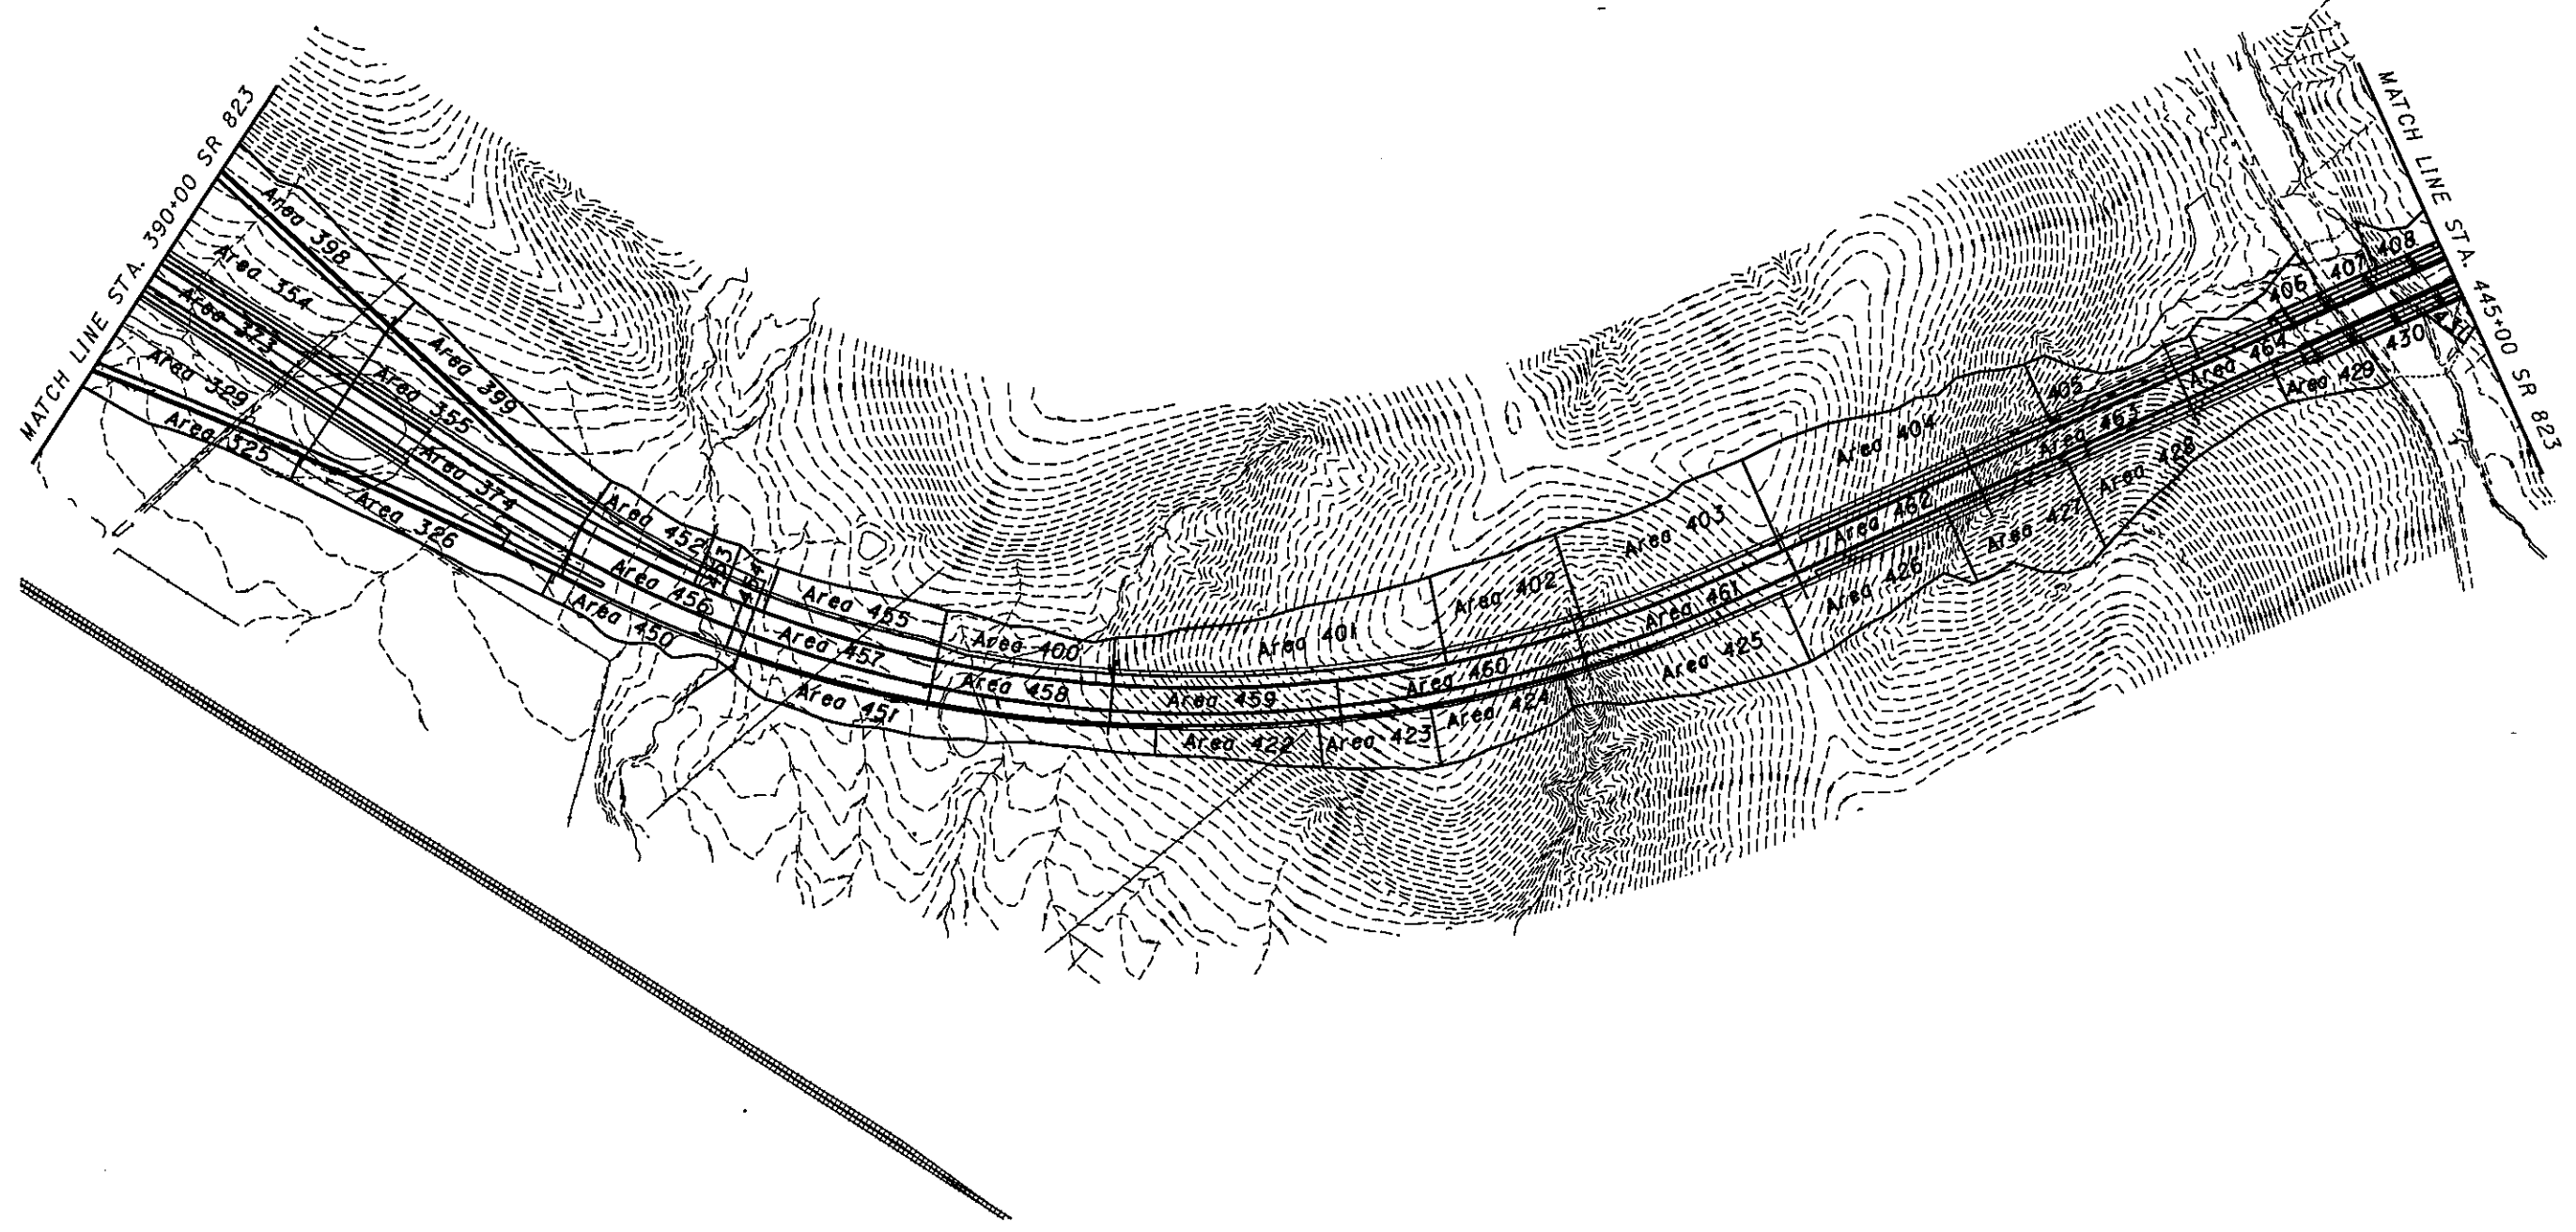 MATCH LINE STA. 390+00 SR 823
Area 398
Area 354
Area 323
Area 329
Area 325
Area 399
Area 355
Area 374
Area 326
Area 452
453
454
Area 456
Area 450
Area 455
Area 457
Area 451
Area 400
Area 458
Area 401
Area 459
Area 422
Area 423
Area 402
Area 460
Area 424
Area 403
Area 461
Area 425
Area 404
Area 462
Area 426
405
Area 463
Area 427
Area 428
406
407
408
Area 464
Area 429
430
MATCH LINE STA. 445+00 SR 823